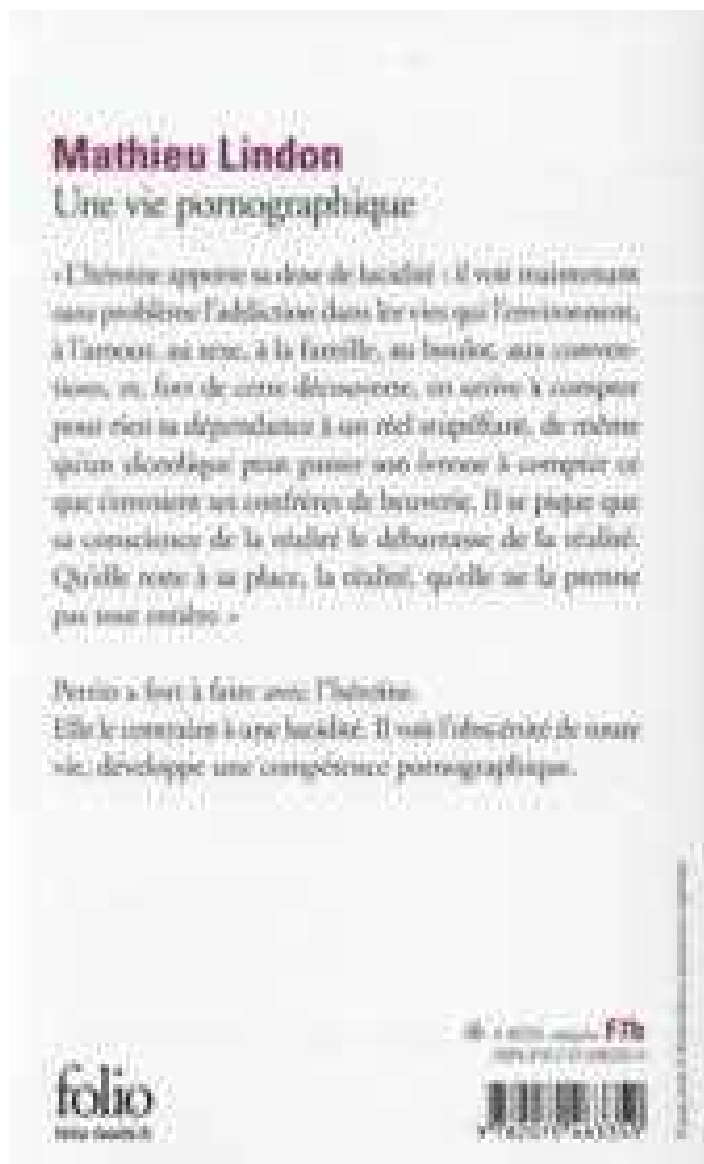 Mathieu Lindon
Une vie pornographique
« L'héroïne apporte sa dose de lucidité : il voit maintenant
sans problème l'addiction dans les vies qui l'environnent,
à l'amour, au sexe, à la famille, au boulot, aux conven-
tions, et, fort de cette découverte, en arrive à compter
pour rien sa dépendance à un réel stupéfiant, de même
qu'un alcoolique peut passer son ivresse à compter ce
que éclusent ses confrères de beuverie. Il se pique que
sa conscience de la réalité le débarrasse de la réalité.
Qu'elle reste à sa place, la réalité, qu'elle ne la prenne
pas tout entière. »
Perrin a fort à faire avec l'héroïne.
Elle le contraint à une lucidité. Il voit l'obscénité de toute
vie, développe une compétence pornographique.
F7b
folio